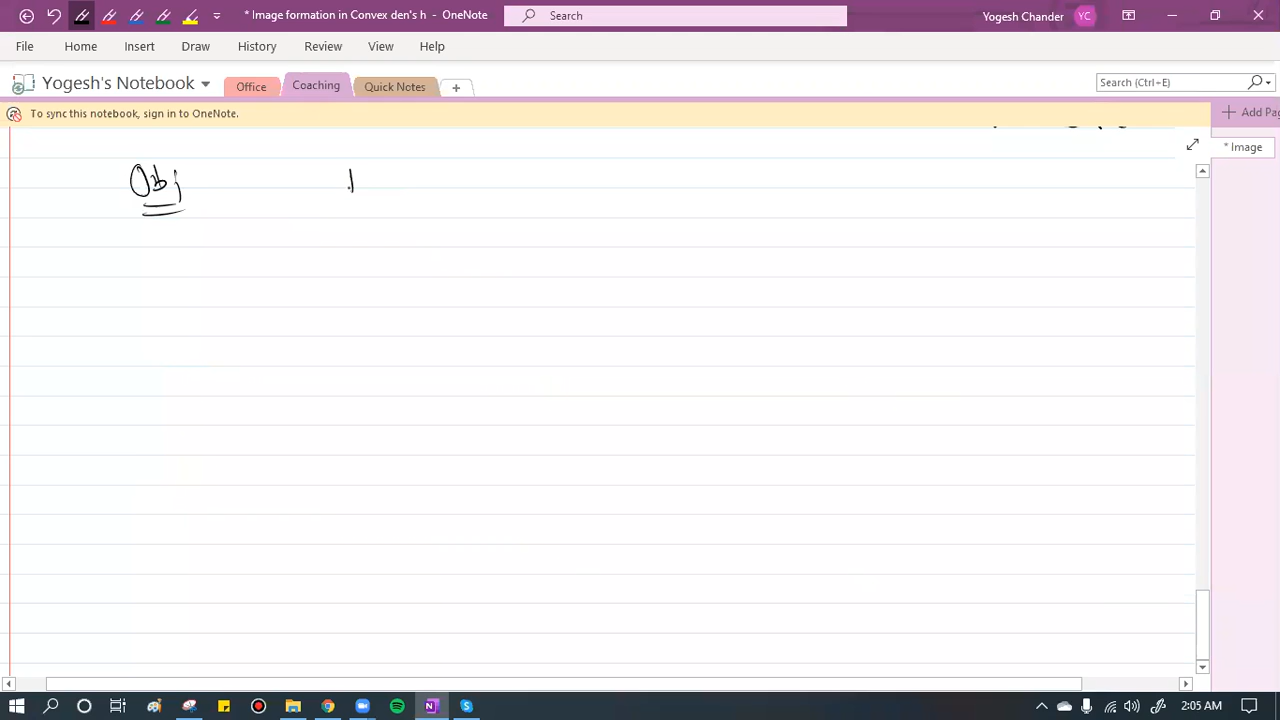 * Image formation in Convex den's h - OneNote
Search
Yogesh Chander
YC
File Home Insert Draw History Review View Help
Yogesh's Notebook
Office
Coaching
Quick Notes
Search (Ctrl+E)
To sync this notebook, sign in to OneNote.
Add Pag
* Image
Obj
2:05 AM